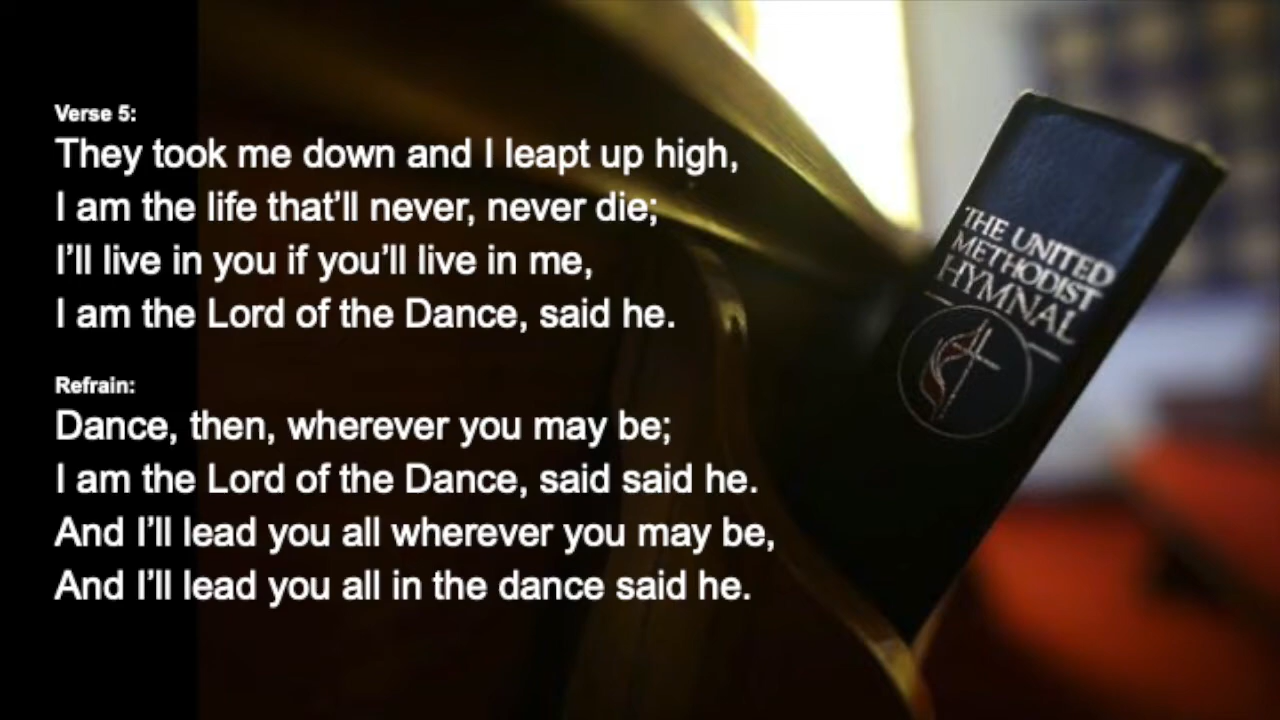 Verse 5:
They took me down and I leapt up high,
I am the life that’ll never, never die;
I’ll live in you if you’ll live in me,
I am the Lord of the Dance, said he.
Refrain:
Dance, then, wherever you may be;
I am the Lord of the Dance, said said he.
And I’ll lead you all wherever you may be,
And I’ll lead you all in the dance said he.
THE UNITED
METHODIST
HYMNAL